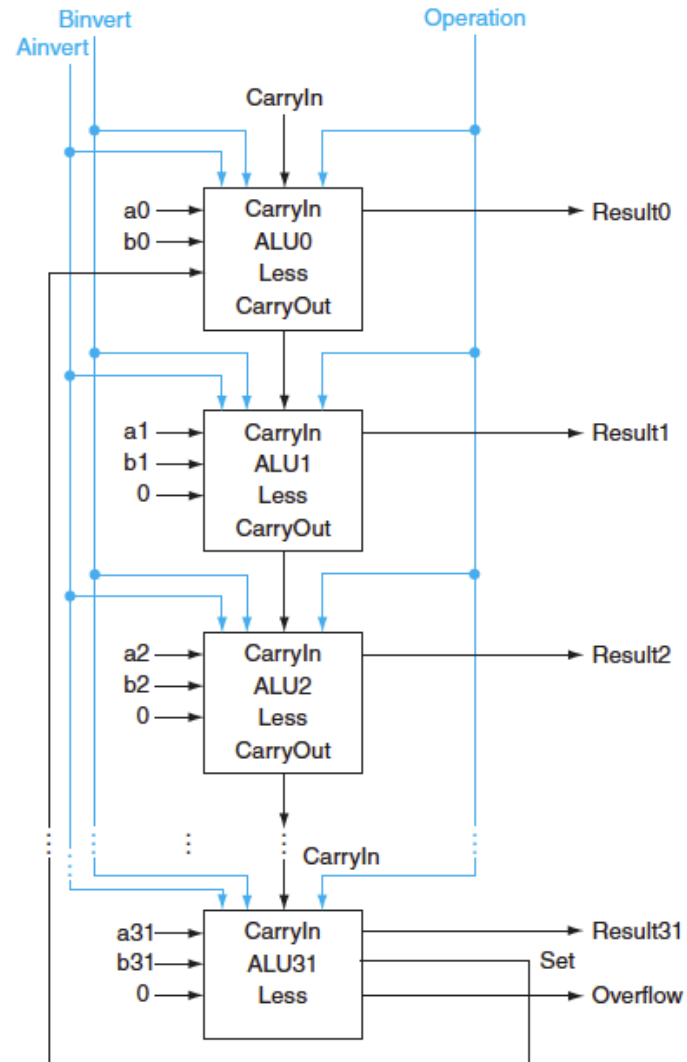 Binvert
Operation
Ainvert
CarryIn
a0
CarryIn
Result0
b0
ALU0
Less
CarryOut
a1
CarryIn
Result1
b1
ALU1
0
Less
CarryOut
a2
CarryIn
Result2
b2
ALU2
0
Less
CarryOut
CarryIn
a31
CarryIn
Result31
b31
ALU31
Set
0
Less
Overflow